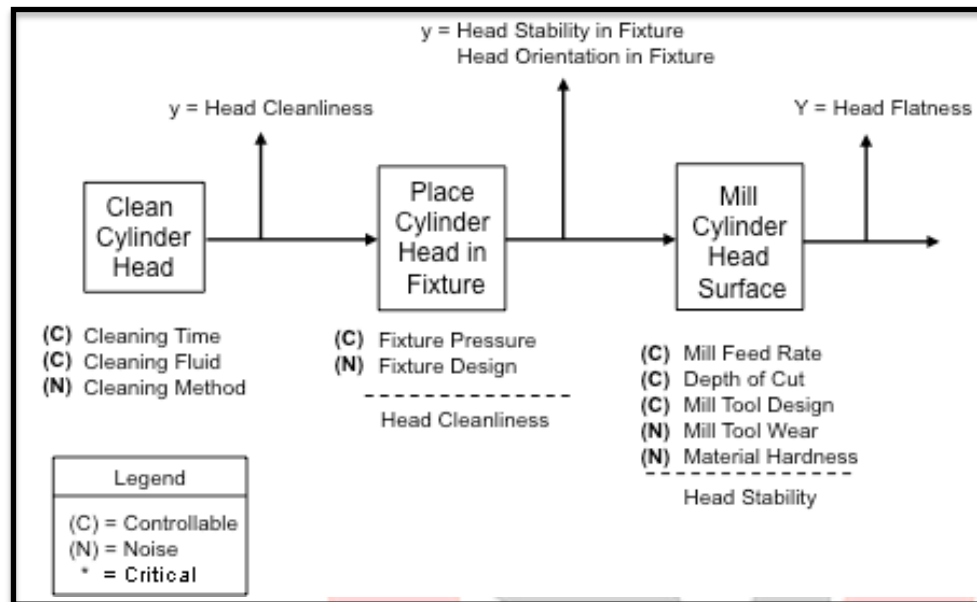 y = Head Stability in Fixture
Head Orientation in Fixture
y = Head Cleanliness
Y = Head Flatness
Clean
Cylinder
Head
Place
Cylinder
Head in
Fixture
Mill
Cylinder
Head
Surface
(C) Cleaning Time
(C) Cleaning Fluid
(N) Cleaning Method
(C) Fixture Pressure
(N) Fixture Design
Head Cleanliness
(C) Mill Feed Rate
(C) Depth of Cut
(C) Mill Tool Design
(N) Mill Tool Wear
(N) Material Hardness
Head Stability
Legend
(C) = Controllable
(N) = Noise
* = Critical